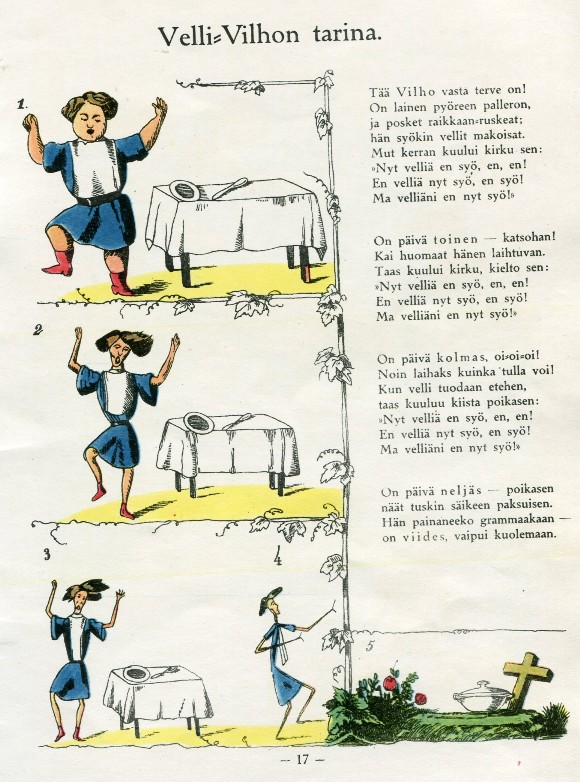 Velli=Vilhon tarina.
1.
Tää Vilho vasta terve on!
On lainen pyöreen palleron,
ja posket raikkaan=ruskeat;
hän syökin vellit makoisat.
Mut kerran kuului kirku sen:
»Nyt velliä en syö, en, en!
En velliä nyt syö, en syö!
Ma velliäni en nyt syö!»
On päivä toinen — katsohan!
Kai huomaat hänen laihtuvan.
Taas kuului kirku, kielto sen:
»Nyt velliä en syö, en, en!
En velliä nyt syö, en syö!
Ma velliäni en nyt syö!»
2
On päivä kolmas, oi=oi=oi!
Noin laihaks kuinka tulla voi!
Kun velli tuodaan etehen,
taas kuuluu kiista poikasen:
»Nyt velliä en syö, en, en!
En velliä nyt syö, en syö!
Ma velliäni en nyt syö!»
On päivä neljäs — poikasen
näät tuskin säikeen paksuisen.
Hän painaneeko grammaakaan —
on viides, vaipui kuolemaan.
3
4
5
— 17 —